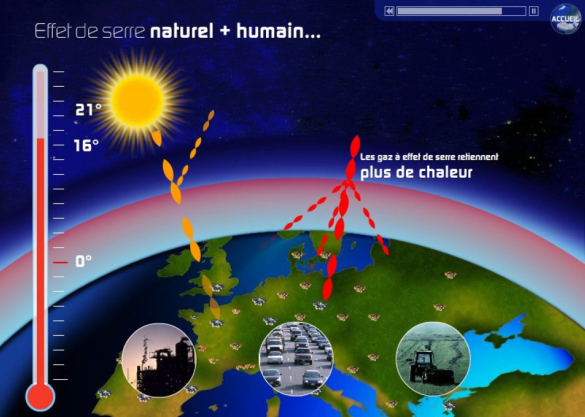 ACCUEIL
Effet de serre naturel + humain...
21°
16°
Les gaz à effet de serre retiennent
plus de chaleur
0°